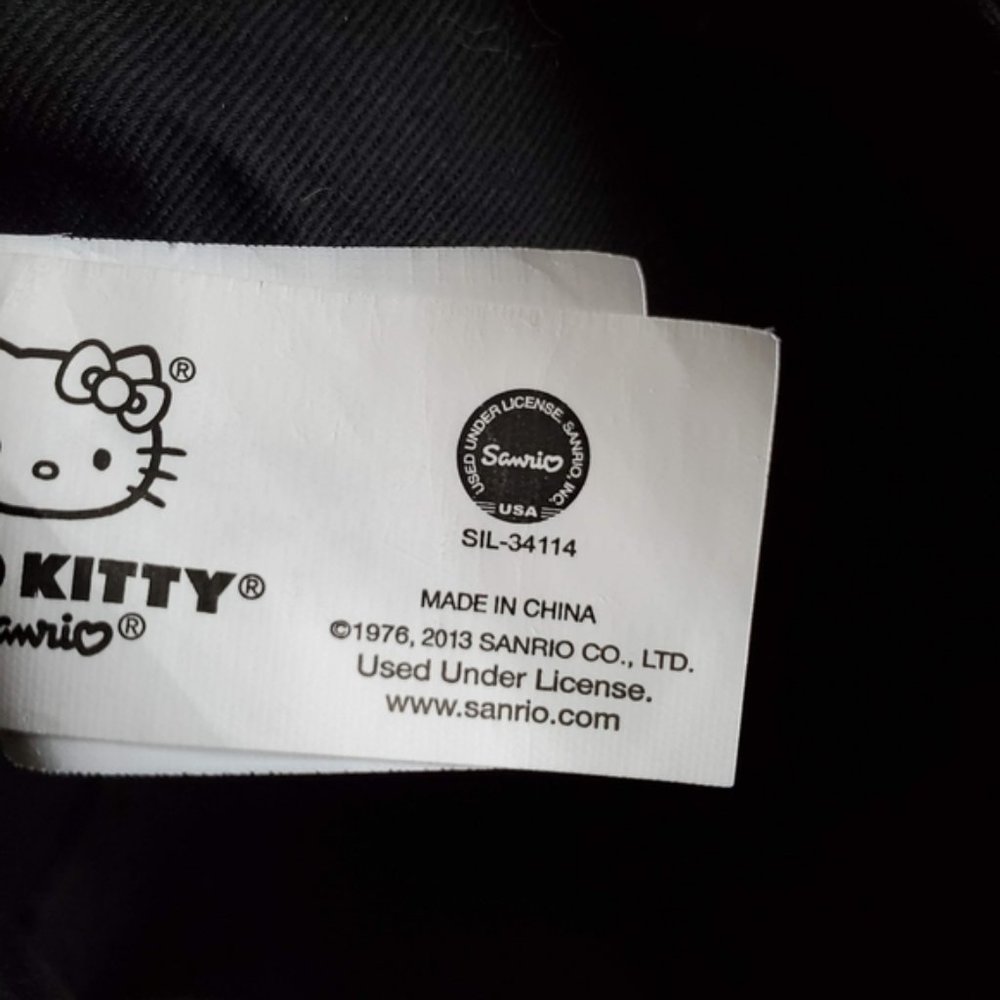 ®
USED UNDER LICENSE. SANRIO, INC.
Sanrio
USA
SIL-34114
KITTY®
anrio®
MADE IN CHINA
©1976, 2013 SANRIO CO., LTD.
Used Under License.
www.sanrio.com